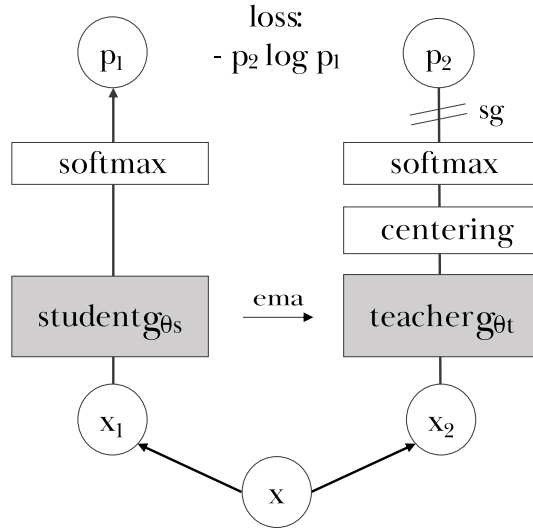 loss:
- p₂ log p₁
p₁
p₂
sg
softmax
softmax
centering
student gθs
ema
teacher gθt
x₁
x₂
x